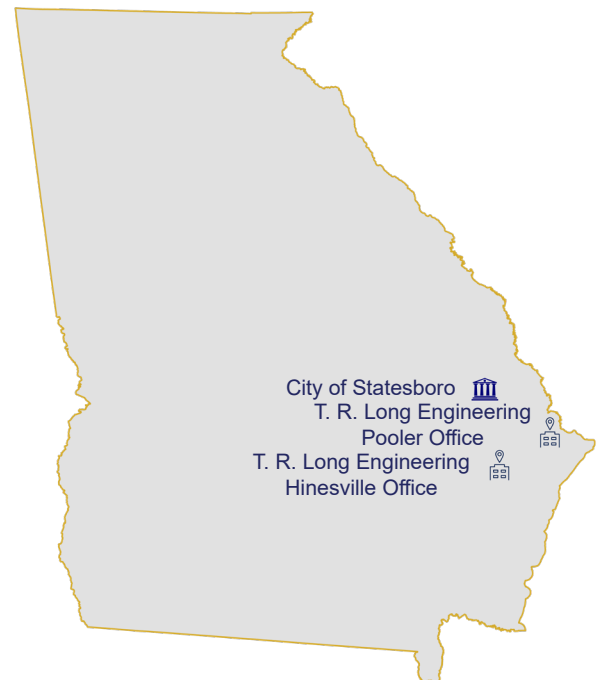 City of Statesboro
T. R. Long Engineering
Pooler Office
T. R. Long Engineering
Hinesville Office